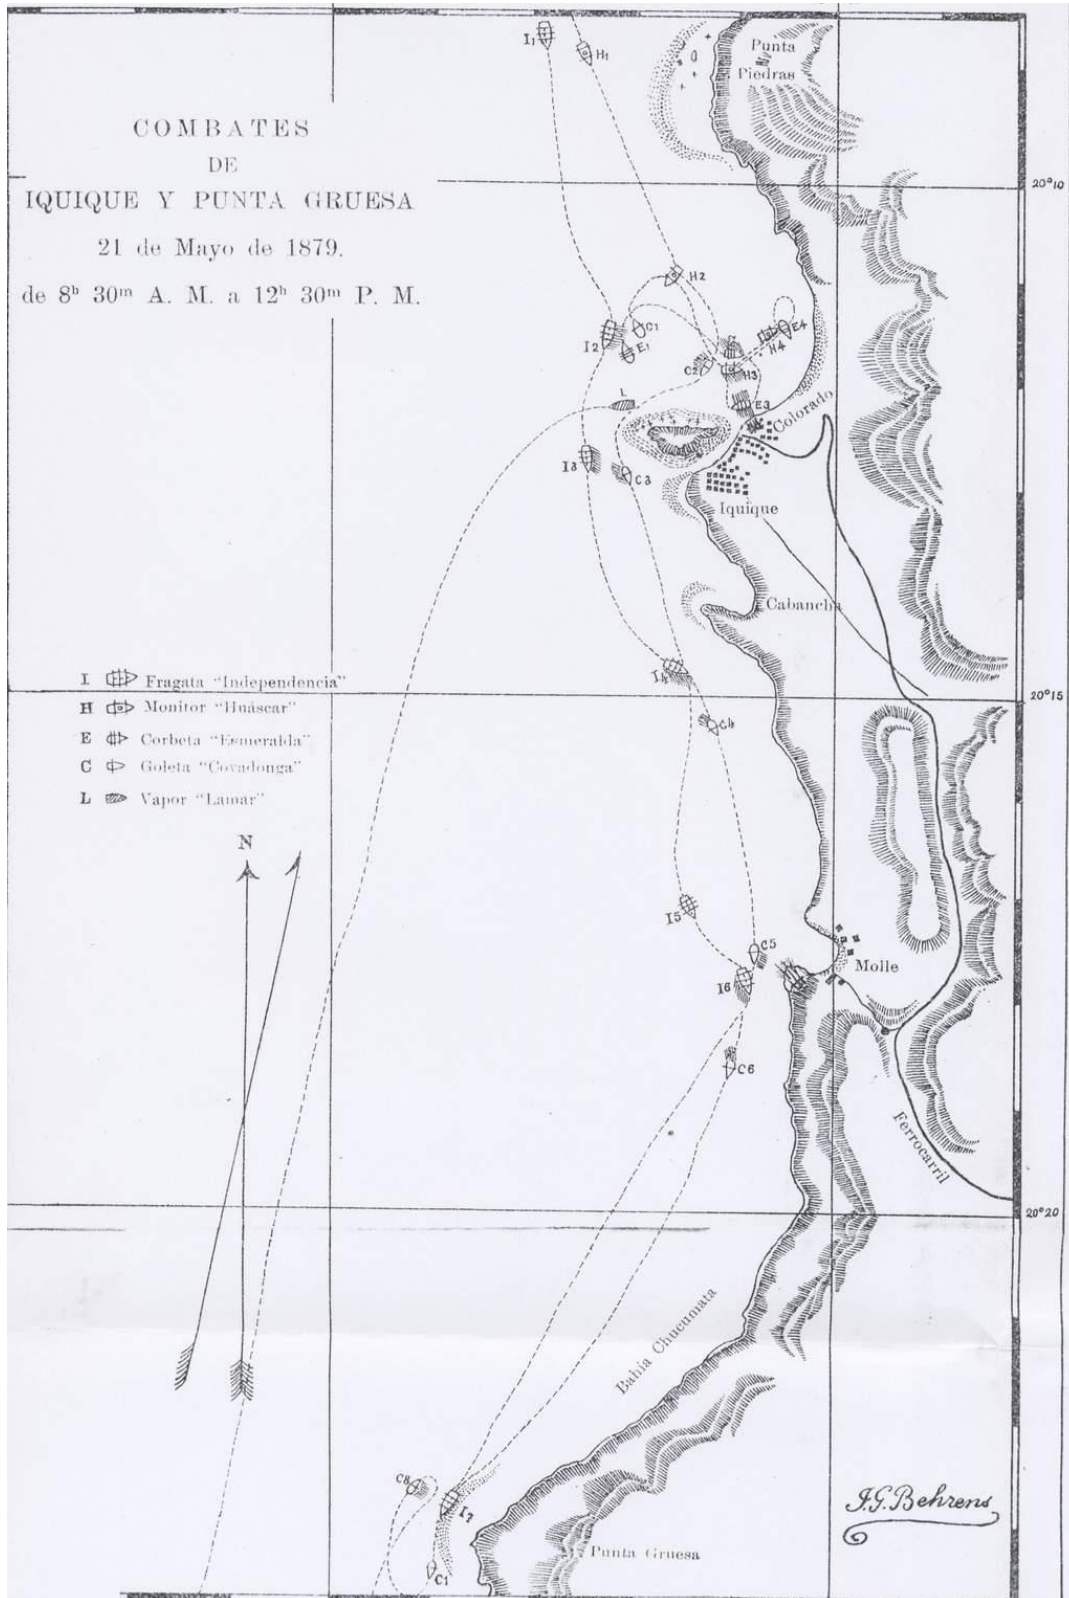 COMBATES
DE
IQUIQUE Y PUNTA GRUESA
21 de Mayo de 1879.
de 8ʰ 30ᵐ A. M. a 12ʰ 30ᵐ P. M.
I1
H1
Punta
Piedras
20°10
H2
I2
C1
E1
C2
H3
H4
E4
E3
L
Colorado
I3
C3
Iquique
Cabancha
I4
C4
20°15
I Fragata "Independencia"
H Monitor "Huáscar"
E Corbeta "Esmeralda"
C Goleta "Covadonga"
L Vapor "Lamar"
N
I5
C5
I6
Molle
C6
Ferrocarril
20°20
Bahia Chucumata
C8
I7
C1
Punta Gruesa
J.G. Behrens